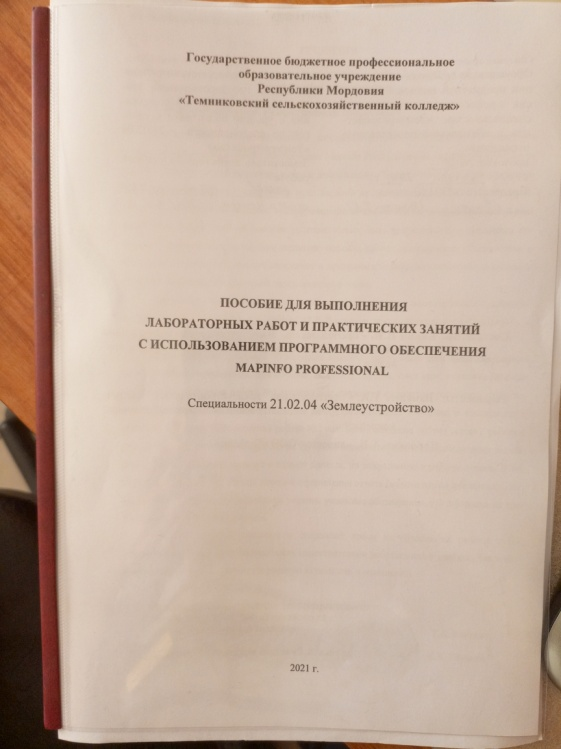 Государственное бюджетное профессиональное
образовательное учреждение
Республики Мордовия
«Темниковский сельскохозяйственный колледж»
ПОСОБИЕ ДЛЯ ВЫПОЛНЕНИЯ
ЛАБОРАТОРНЫХ РАБОТ И ПРАКТИЧЕСКИХ ЗАНЯТИЙ
С ИСПОЛЬЗОВАНИЕМ ПРОГРАММНОГО ОБЕСПЕЧЕНИЯ
MAPINFO PROFESSIONAL
Специальности 21.02.04 «Землеустройство»
2021 г.